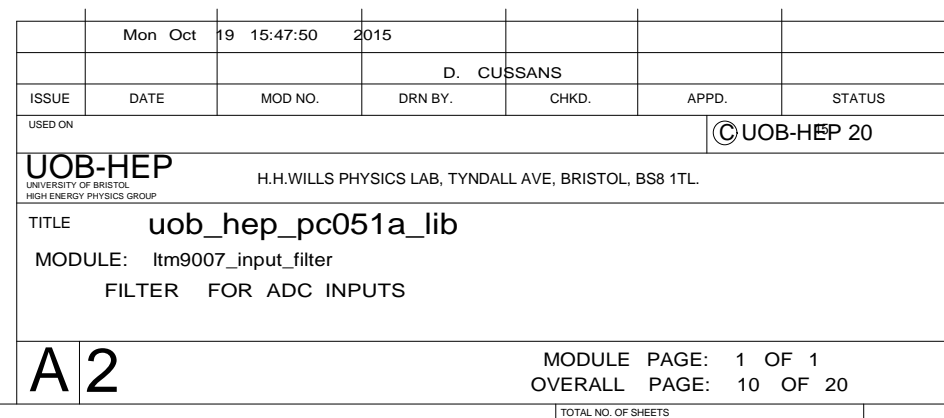 Mon Oct 19 15:47:50 2015
D. CUSSANS
ISSUE DATE MOD NO. DRN BY. CHKD. APPD. STATUS
USED ON
© UOB-HEP 20 15
UOB-HEP
UNIVERSITY OF BRISTOL
HIGH ENERGY PHYSICS GROUP
H.H.WILLS PHYSICS LAB, TYNDALL AVE, BRISTOL, BS8 1TL.
TITLE uob_hep_pc051a_lib
MODULE: ltm9007_input_filter
FILTER FOR ADC INPUTS
A 2
MODULE PAGE: 1 OF 1
OVERALL PAGE: 10 OF 20
TOTAL NO. OF SHEETS